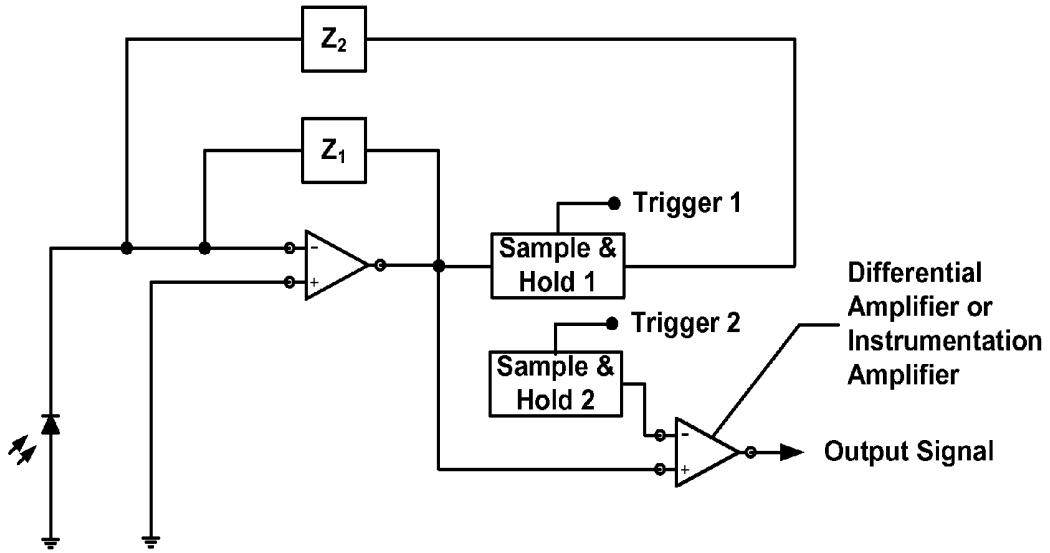 Z₂
Z₁
Trigger 1
Sample &
Hold 1
Differential
Amplifier or
Instrumentation
Amplifier
Trigger 2
Sample &
Hold 2
-
+
-
+
Output Signal